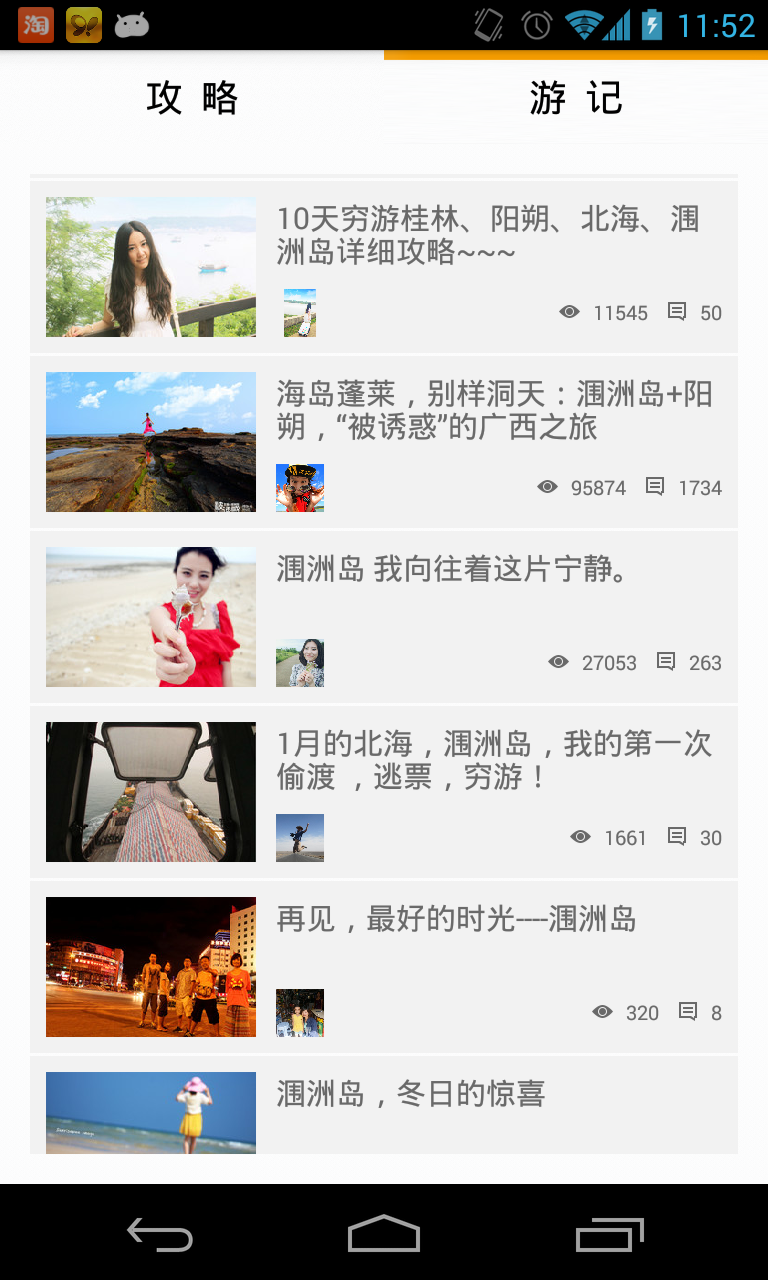 淘
11:52
攻 略
游 记
10天穷游桂林、阳朔、北海、涠
洲岛详细攻略~~~
11545
50
海岛蓬莱，别样洞天：涠洲岛+阳
朔，“被诱惑”的广西之旅
95874
1734
涠洲岛 我向往着这片宁静。
27053
263
1月的北海，涠洲岛，我的第一次
偷渡 ，逃票，穷游！
1661
30
再见，最好的时光----涠洲岛
320
8
涠洲岛，冬日的惊喜